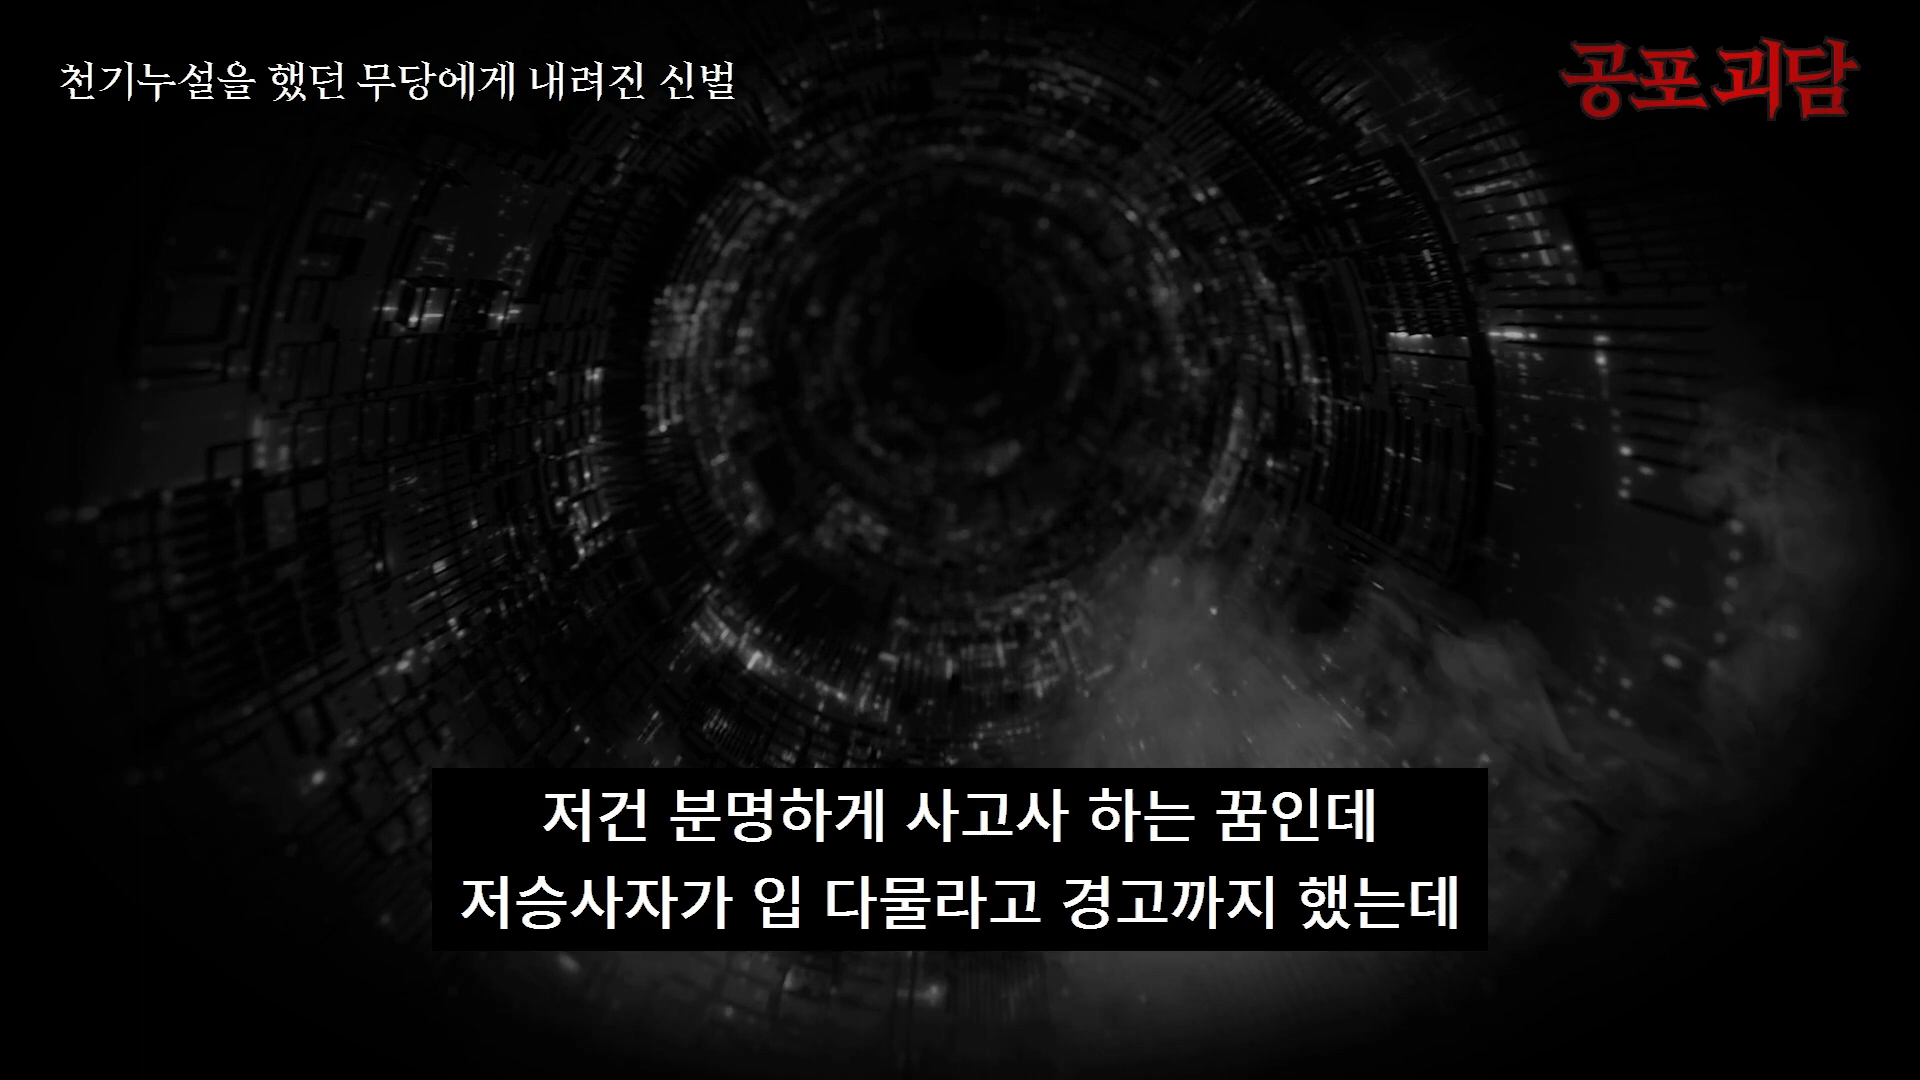 천기누설을 했던 무당에게 내려진 신벌
공포괴담
저건 분명하게 사고사 하는 꿈인데
저승사자가 입 다물라고 경고까지 했는데